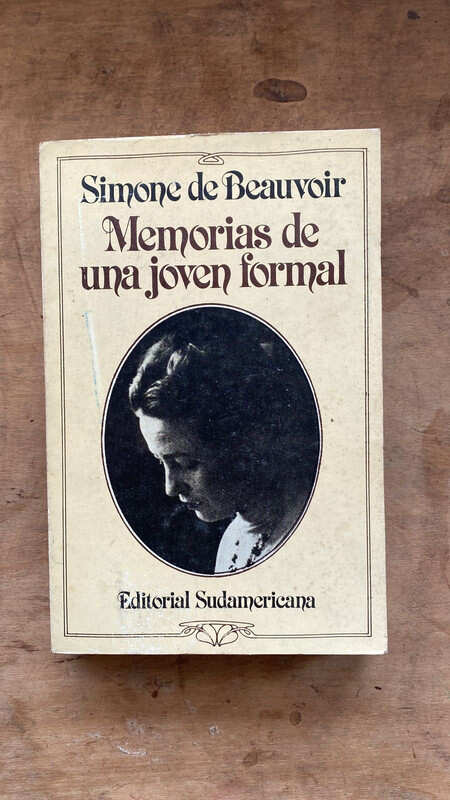 Simone de Beauvoir
Memorias de
una joven formal
Editorial Sudamericana